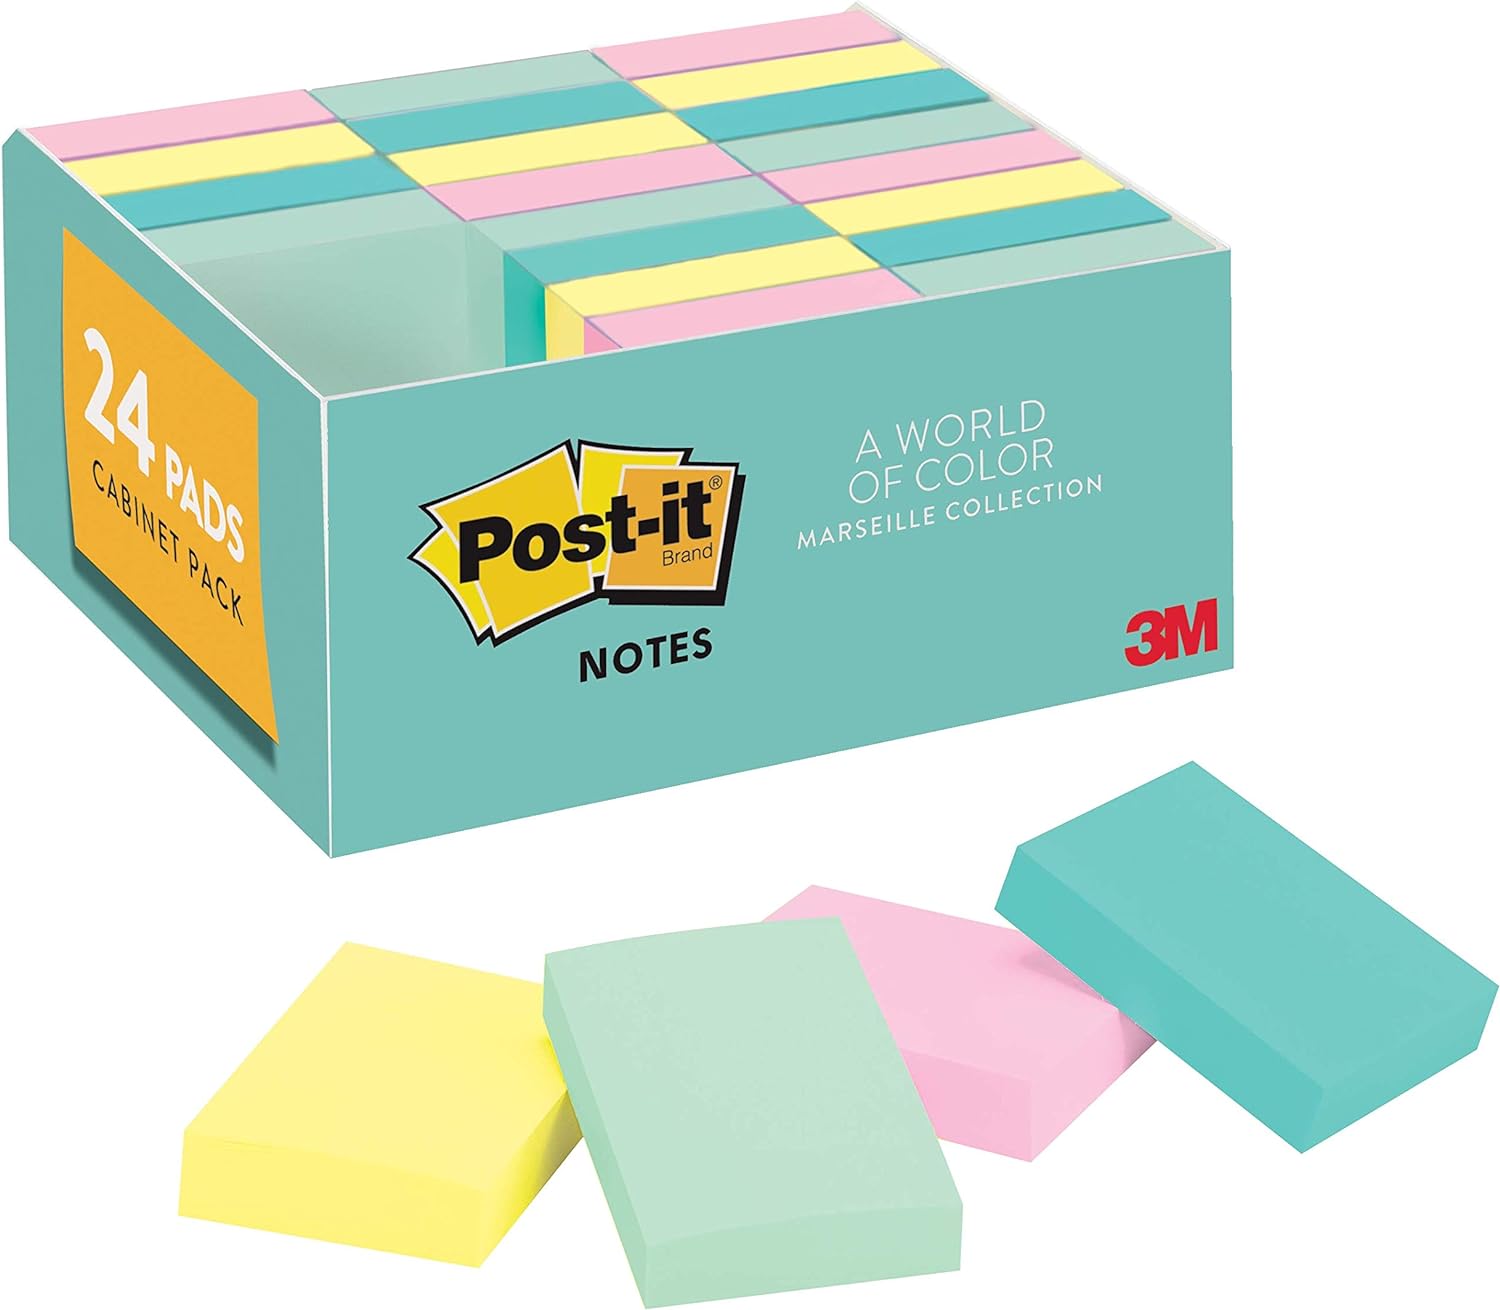 24 PADS
CABINET PACK
Post-it®
Brand
NOTES
A WORLD
OF COLOR
MARSEILLE COLLECTION
3M